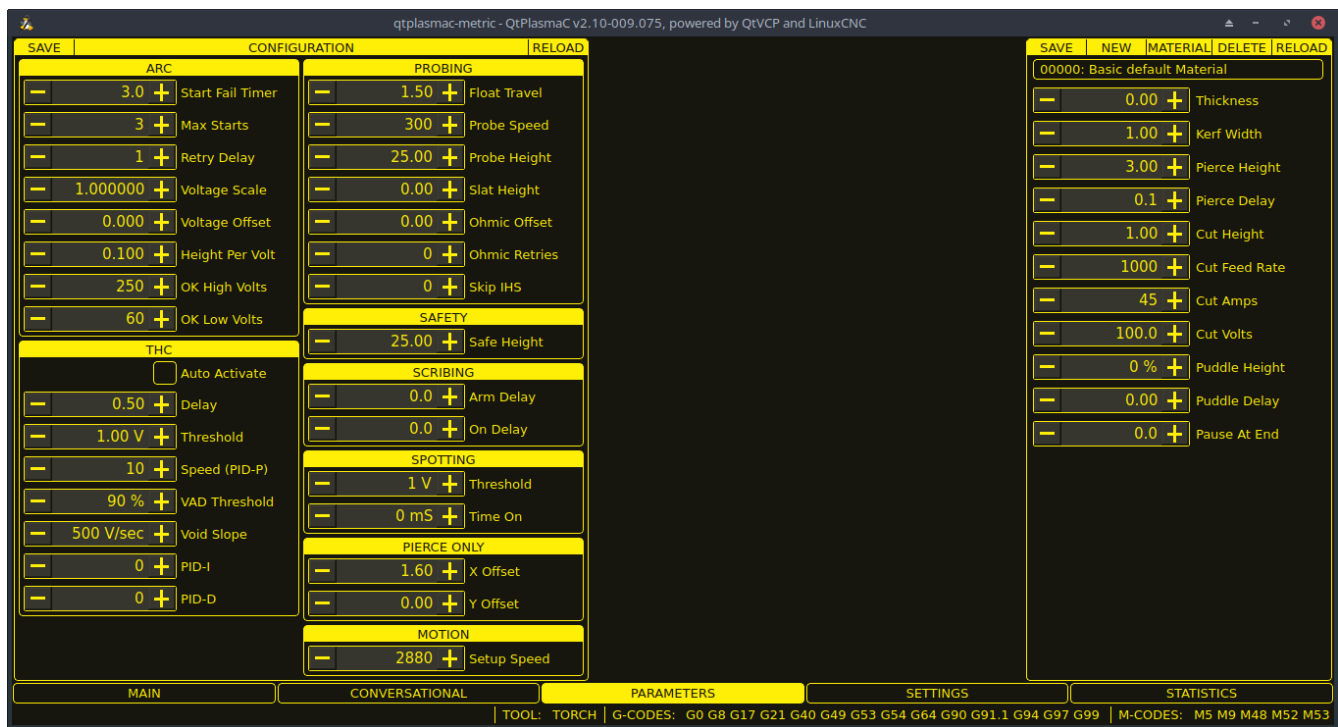 qtplasmac-metric - QtPlasmaC v2.10-009.075, powered by QtVCP and LinuxCNC
SAVE CONFIGURATION RELOAD
ARC
3.0 Start Fail Timer
3 Max Starts
1 Retry Delay
1.000000 Voltage Scale
0.000 Voltage Offset
0.100 Height Per Volt
250 OK High Volts
60 OK Low Volts
THC
Auto Activate
0.50 Delay
1.00 V Threshold
10 Speed (PID-P)
90 % VAD Threshold
500 V/sec Void Slope
0 PID-I
0 PID-D
PROBING
1.50 Float Travel
300 Probe Speed
25.00 Probe Height
0.00 Slat Height
0.00 Ohmic Offset
0 Ohmic Retries
0 Skip IHS
SAFETY
25.00 Safe Height
SCRIBING
0.0 Arm Delay
0.0 On Delay
SPOTTING
1 V Threshold
0 mS Time On
PIERCE ONLY
1.60 X Offset
0.00 Y Offset
MOTION
2880 Setup Speed
SAVE NEW MATERIAL DELETE RELOAD
00000: Basic default Material
0.00 Thickness
1.00 Kerf Width
3.00 Pierce Height
0.1 Pierce Delay
1.00 Cut Height
1000 Cut Feed Rate
45 Cut Amps
100.0 Cut Volts
0 % Puddle Height
0.00 Puddle Delay
0.0 Pause At End
MAIN CONVERSATIONAL PARAMETERS SETTINGS STATISTICS
TOOL: TORCH G-CODES: G0 G8 G17 G21 G40 G49 G53 G54 G64 G90 G91.1 G94 G97 G99 M-CODES: M5 M9 M48 M52 M53